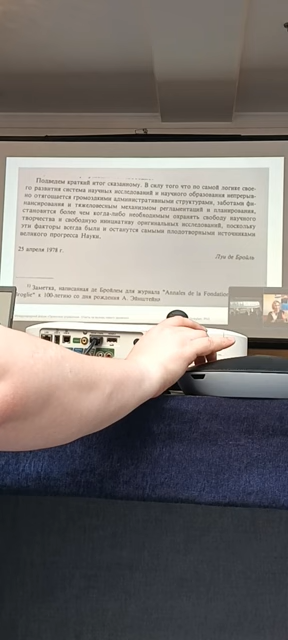 Подведем краткий итог сказанному. В силу того что по самой логике свое-
го развития система научных исследований и научного образования непрерыв-
но отягощается громоздкими административными структурами, заботами фи-
нансирования и тяжеловесным механизмом регламентаций и планирования,
становится более чем когда-либо необходимым охранять свободу научного
творчества и свободную инициативу оригинальных исследований, поскольку
эти факторы всегда были и останутся самыми плодотворными источниками
великого прогресса Науки.
25 апреля 1978 г.
Луи де Бройль
Заметка, написанная де Бройлем для журнала "Annales de la Fondation
Broglie" к 100-летию со дня рождения А. Эйнштейна